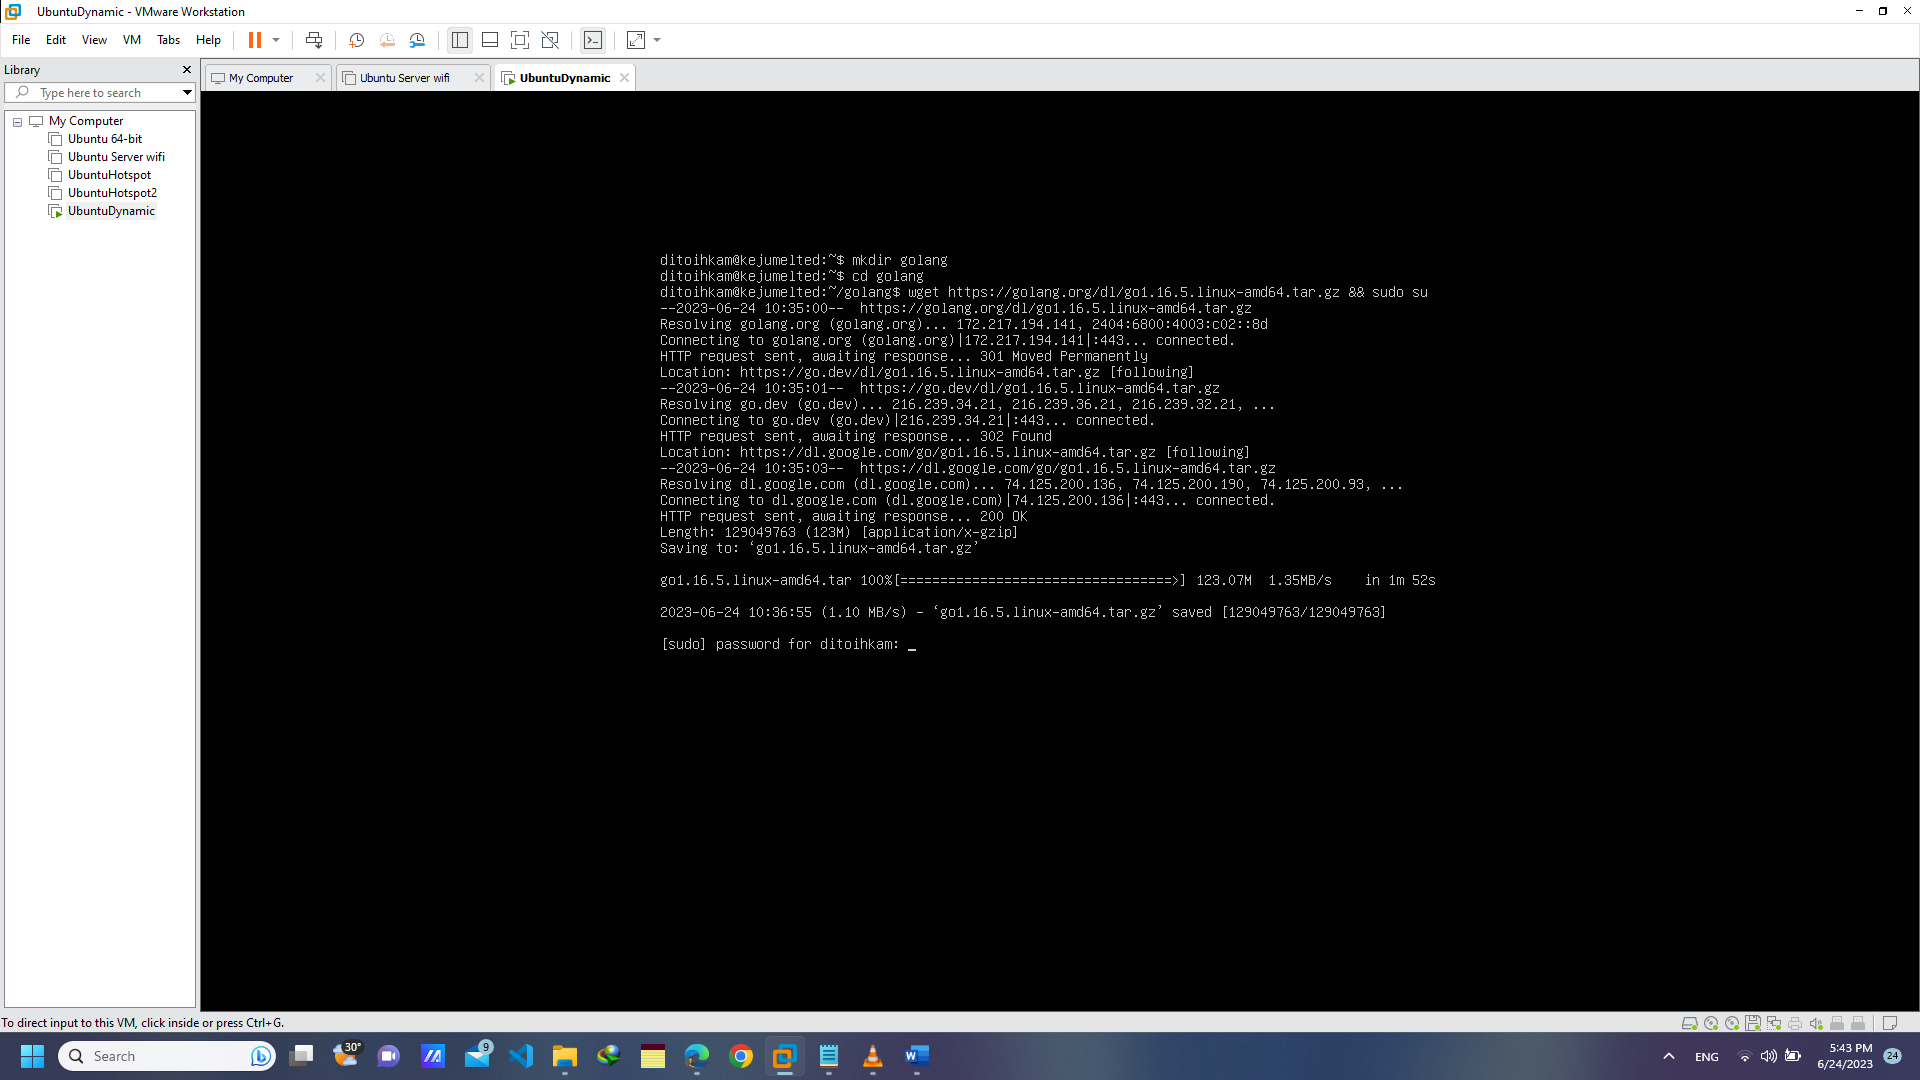 UbuntuDynamic - VMware Workstation
File Edit View VM Tabs Help
Library
Type here to search
My Computer
Ubuntu 64-bit
Ubuntu Server wifi
UbuntuHotspot
UbuntuHotspot2
UbuntuDynamic
My Computer Ubuntu Server wifi UbuntuDynamic
ditoihkam@kejumelted:~$ mkdir golang
ditoihkam@kejumelted:~$ cd golang
ditoihkam@kejumelted:~/golang$ wget https://golang.org/dl/go1.16.5.linux-amd64.tar.gz && sudo su
--2023-06-24 10:35:00--  https://golang.org/dl/go1.16.5.linux-amd64.tar.gz
Resolving golang.org (golang.org)... 172.217.194.141, 2404:6800:4003:c02::8d
Connecting to golang.org (golang.org)|172.217.194.141|:443... connected.
HTTP request sent, awaiting response... 301 Moved Permanently
Location: https://go.dev/dl/go1.16.5.linux-amd64.tar.gz [following]
--2023-06-24 10:35:01--  https://go.dev/dl/go1.16.5.linux-amd64.tar.gz
Resolving go.dev (go.dev)... 216.239.34.21, 216.239.36.21, 216.239.32.21, ...
Connecting to go.dev (go.dev)|216.239.34.21|:443... connected.
HTTP request sent, awaiting response... 302 Found
Location: https://dl.google.com/go/go1.16.5.linux-amd64.tar.gz [following]
--2023-06-24 10:35:03--  https://dl.google.com/go/go1.16.5.linux-amd64.tar.gz
Resolving dl.google.com (dl.google.com)... 74.125.200.136, 74.125.200.190, 74.125.200.93, ...
Connecting to dl.google.com (dl.google.com)|74.125.200.136|:443... connected.
HTTP request sent, awaiting response... 200 OK
Length: 129049763 (123M) [application/x-gzip]
Saving to: ‘go1.16.5.linux-amd64.tar.gz’
go1.16.5.linux-amd64.tar 100%[==================================>] 123.07M  1.35MB/s    in 1m 52s
2023-06-24 10:36:55 (1.10 MB/s) - ‘go1.16.5.linux-amd64.tar.gz’ saved [129049763/129049763]
[sudo] password for ditoihkam: _
To direct input to this VM, click inside or press Ctrl+G.
Search
30°
9
ENG
5:43 PM
6/24/2023
24